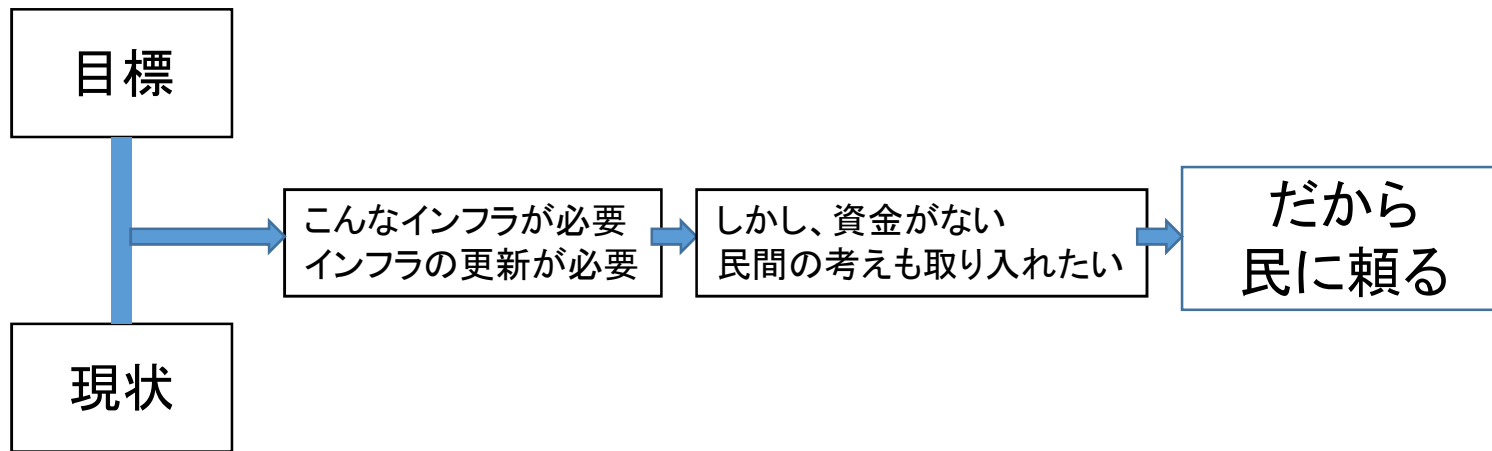 目標
こんなインフラが必要
インフラの更新が必要
しかし、資金がない
民間の考えも取り入れたい
だから
民に頼る
現状